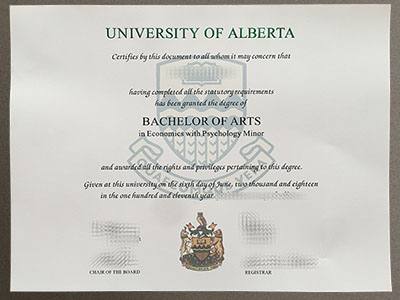 UNIVERSITY OF ALBERTA
Certifies by this document to all whom it may concern that
having completed all the statutory requirements
has been granted the degree of
BACHELOR OF ARTS
in Economics with Psychology Minor
and awarded all the rights and privileges pertaining to this degree.
Given at this university on the sixth day of June, two thousand and eighteen
in the one hundred and eleventh year
CHAIR OF THE BOARD
REGISTRAR